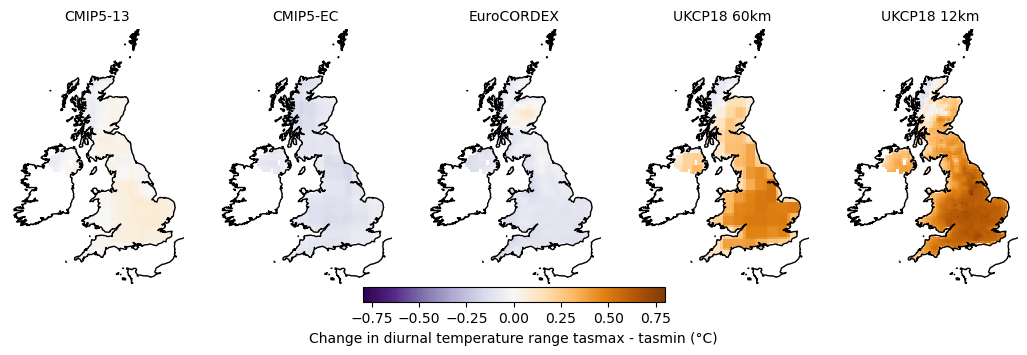 CMIP5-13 CMIP5-EC EuroCORDEX UKCP18 60km UKCP18 12km
−0.75 −0.50 −0.25 0.00 0.25 0.50 0.75
Change in diurnal temperature range tasmax - tasmin (°C)